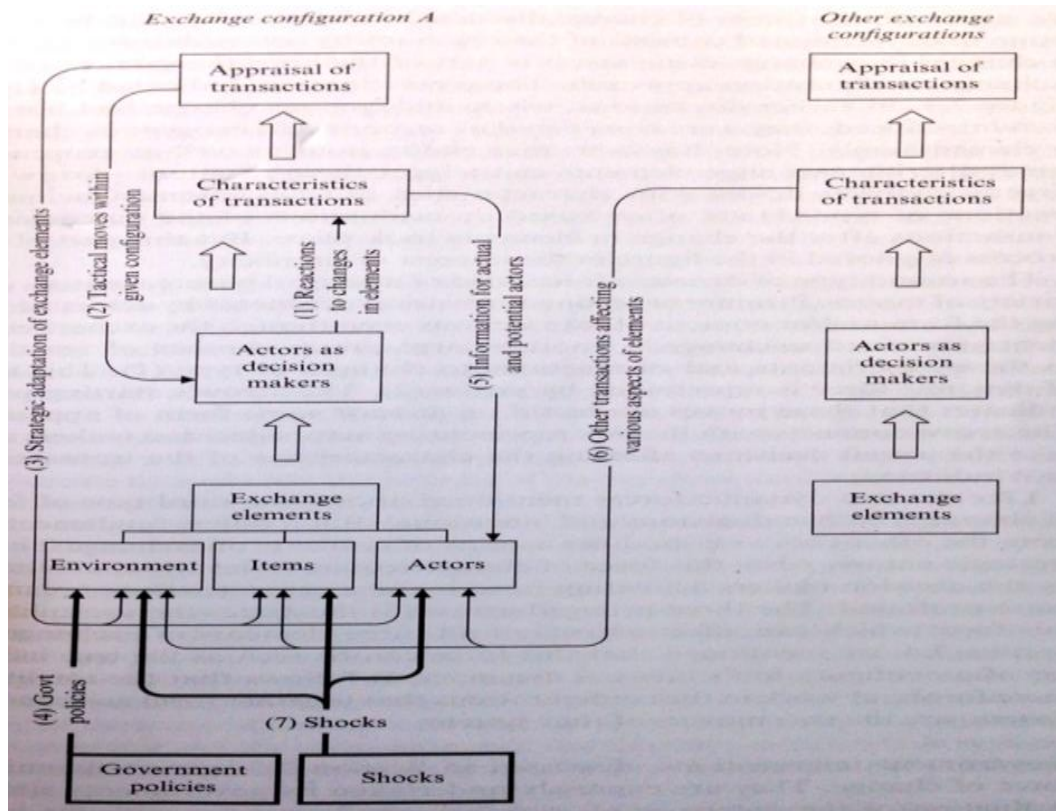 Exchange configuration A
Other exchange
configurations
Appraisal of
transactions
Appraisal of
transactions
Characteristics
of transactions
Characteristics
of transactions
(3) Strategic adaption of exchange elements
(2) Tactical moves within
given configuration
(1)Reaction
to changes
in elements
(5) Information for actual
and potential actors
(6) Other transactions affecting
various aspects of elements
Actors as
decision
makers
Actors as
decision
makers
Exchange
elements
Exchange
elements
Environment
Items
Actors
(4) Govt
policies
(7) Shocks
Government
policies
Shocks